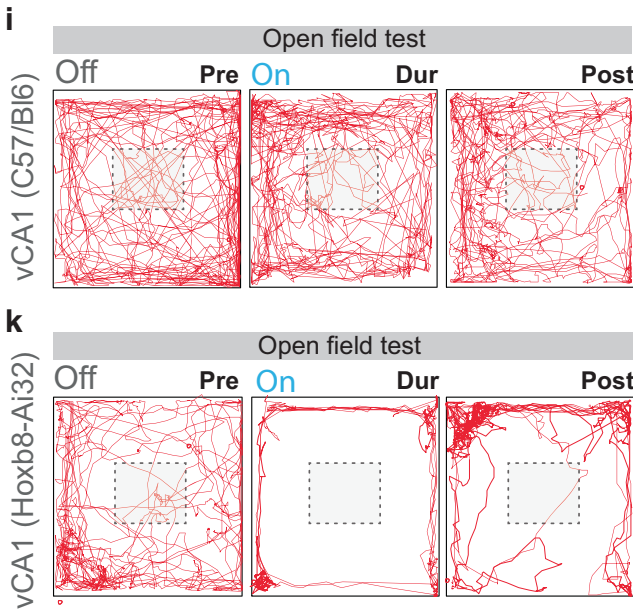 i
Open field test
Off Pre On Dur Post
vCA1 (C57/Bl6)
k
Open field test
Off Pre On Dur Post
vCA1 (Hoxb8-Ai32)